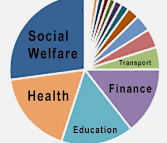 Social
Welfare
Transport
Health
Finance
Education